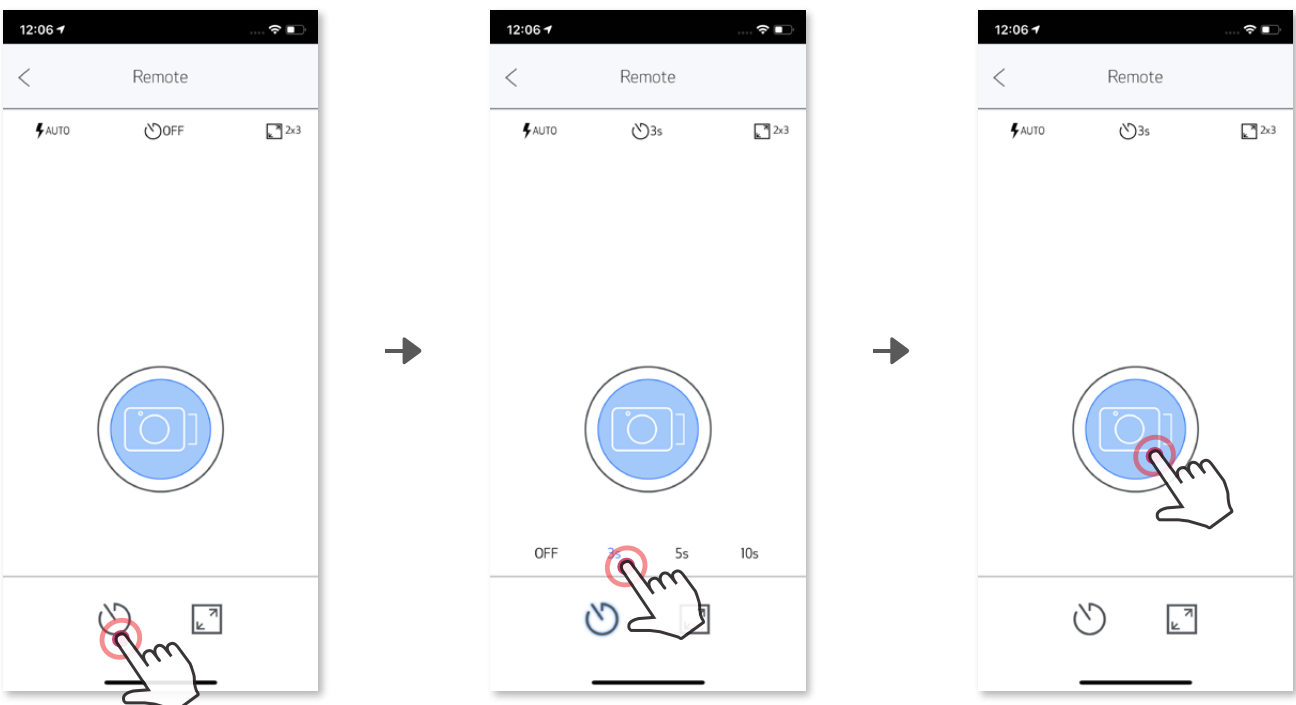 12:06
Remote
AUTO
OFF
2x3
12:06
Remote
AUTO
3s
2x3
OFF
3s
5s
10s
12:06
Remote
AUTO
3s
2x3